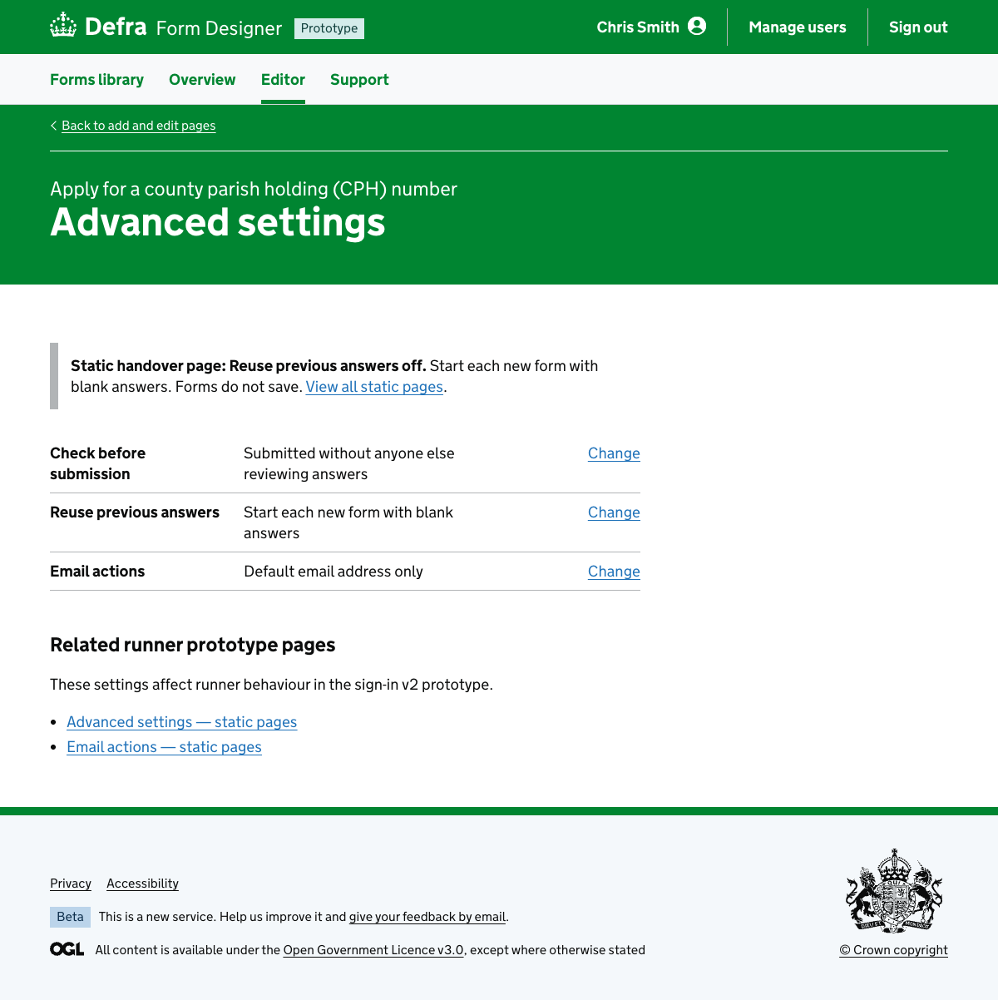 Defra Form Designer Prototype Chris Smith Manage users Sign out
Forms library Overview Editor Support
Back to add and edit pages
Apply for a county parish holding (CPH) number
Advanced settings
Static handover page: Reuse previous answers off. Start each new form with
blank answers. Forms do not save. View all static pages.
Check before
submission
Submitted without anyone else
reviewing answers
Change
Reuse previous answers
Start each new form with blank
answers
Change
Email actions Default email address only Change
Related runner prototype pages
These settings affect runner behaviour in the sign-in v2 prototype.
• Advanced settings — static pages
• Email actions — static pages
Privacy Accessibility
Beta This is a new service. Help us improve it and give your feedback by email.
OGL All content is available under the Open Government Licence v3.0, except where otherwise stated
© Crown copyright